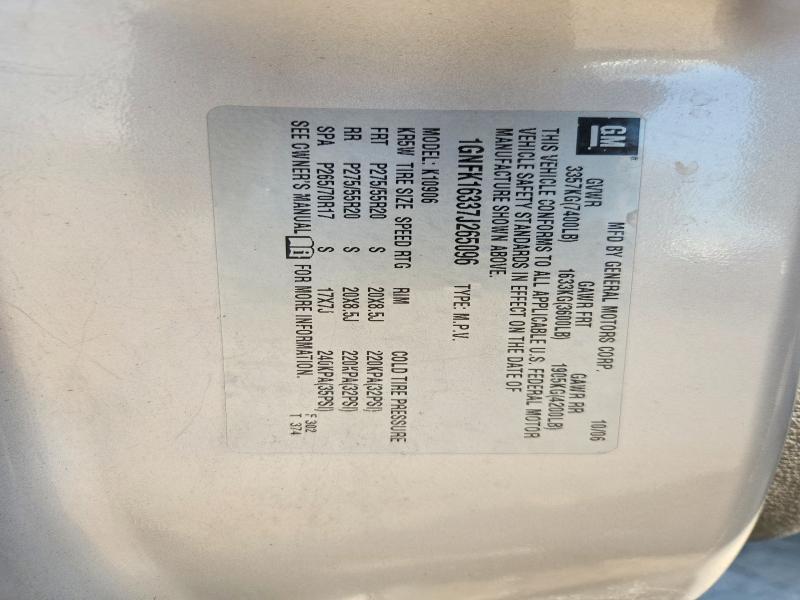 GM
MFD BY GENERAL MOTORS CORP. 10/06
GVWR GAWR FRT GAWR RR
3357KG(7400LB) 1633KG(3600LB) 1905KG(4200LB)
THIS VEHICLE CONFORMS TO ALL APPLICABLE U.S. FEDERAL MOTOR
VEHICLE SAFETY STANDARDS IN EFFECT ON THE DATE OF
MANUFACTURE SHOWN ABOVE.
1GNFK16337J265096 TYPE: M.P.V.
MODEL: K10906
KR5W TIRE SIZE SPEED RTG RIM COLD TIRE PRESSURE
FRT P275/55R20 S 20X8.5J 220KPA(32PSI)
RR P275/55R20 S 20X8.5J 220KPA(32PSI)
SPA P265/70R17 S 17X7J 240KPA(35PSI)
SEE OWNER'S MANUAL FOR MORE INFORMATION.
F 302
T 374